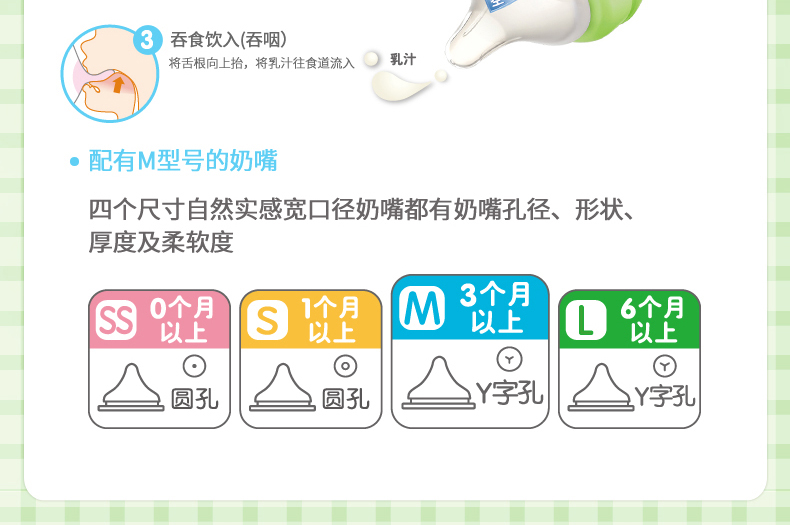 3 吞食饮入(吞咽)
将舌根向上抬，将乳汁往食道流入
乳汁
配有M型号的奶嘴
四个尺寸自然实感宽口径奶嘴都有奶嘴孔径、形状、
厚度及柔软度
SS 0个月
以上
圆孔
S 1个月
以上
圆孔
M 3个月
以上
Y字孔
L 6个月
以上
Y字孔